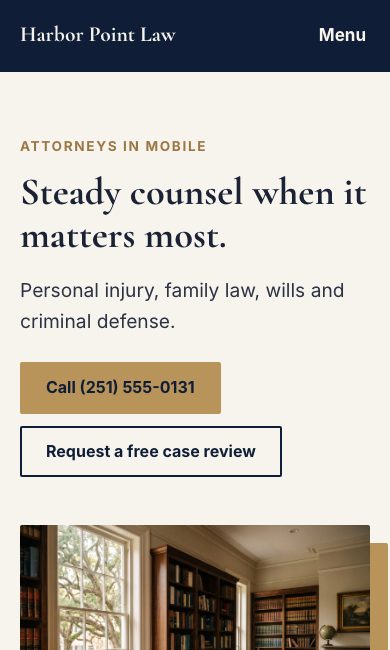 Harbor Point Law
Menu
ATTORNEYS IN MOBILE
Steady counsel when it
matters most.
Personal injury, family law, wills and
criminal defense.
Call (251) 555-0131
Request a free case review